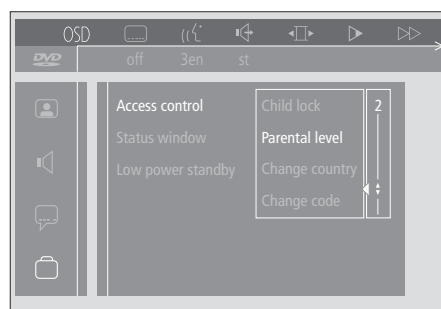 OSD
DVD off 3en st
Access control Child lock 2
Status window Parental level
Low power standby Change country
Change code